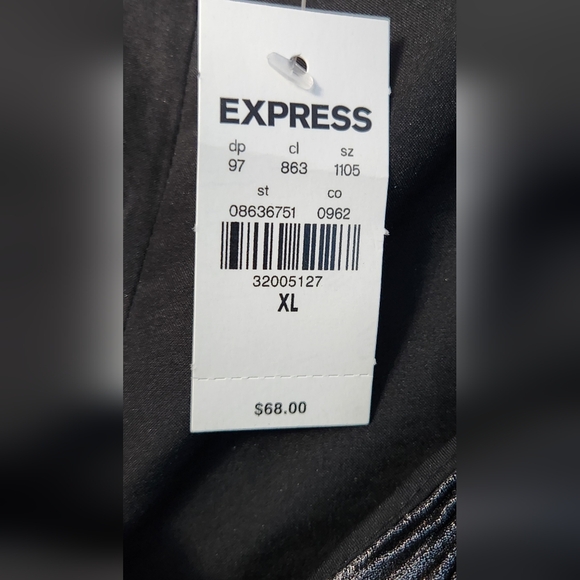 EXPRESS
dp cl sz
97 863 1105
st co
08636751 0962
32005127
XL
$68.00